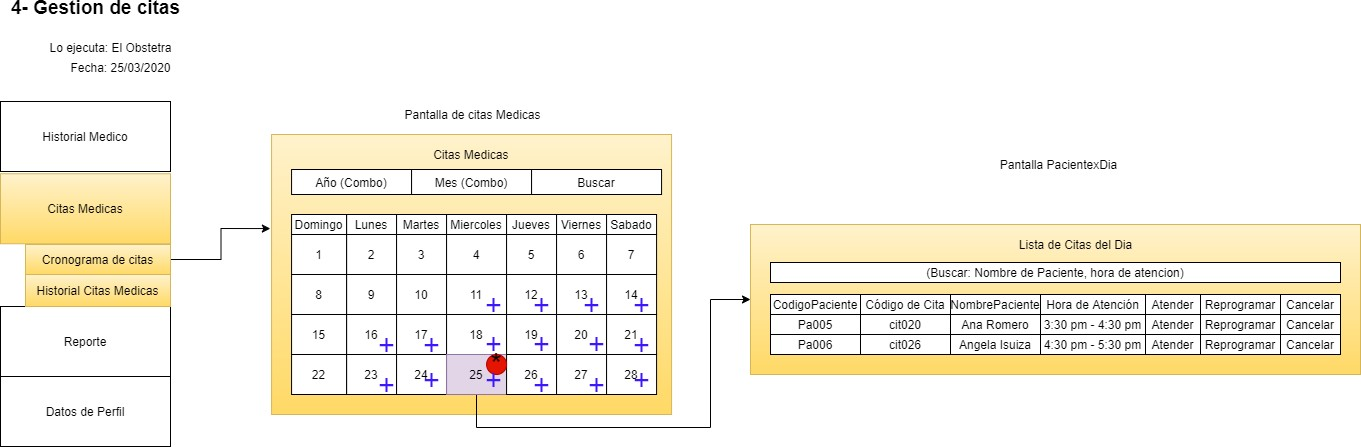 4- Gestion de citas
Lo ejecuta: El Obstetra
Fecha: 25/03/2020
Historial Medico
Citas Medicas
Cronograma de citas
Historial Citas Medicas
Reporte
Datos de Perfil
Pantalla de citas Medicas
Citas Medicas
Año (Combo) Mes (Combo) Buscar
Domingo Lunes Martes Miercoles Jueves Viernes Sabado
1 2 3 4 5 6 7
8 9 10 11 + 12 + 13 + 14 +
15 16 + 17 + 18 + 19 + 20 + 21 +
22 23 + 24 + 25 * + 26 + 27 + 28 +
Pantalla PacientexDia
Lista de Citas del Dia
(Buscar: Nombre de Paciente, hora de atencion)
CodigoPaciente Código de Cita NombrePaciente Hora de Atención Atender Reprogramar Cancelar
Pa005 cit020 Ana Romero 3:30 pm - 4:30 pm Atender Reprogramar Cancelar
Pa006 cit026 Angela Isuiza 4:30 pm - 5:30 pm Atender Reprogramar Cancelar